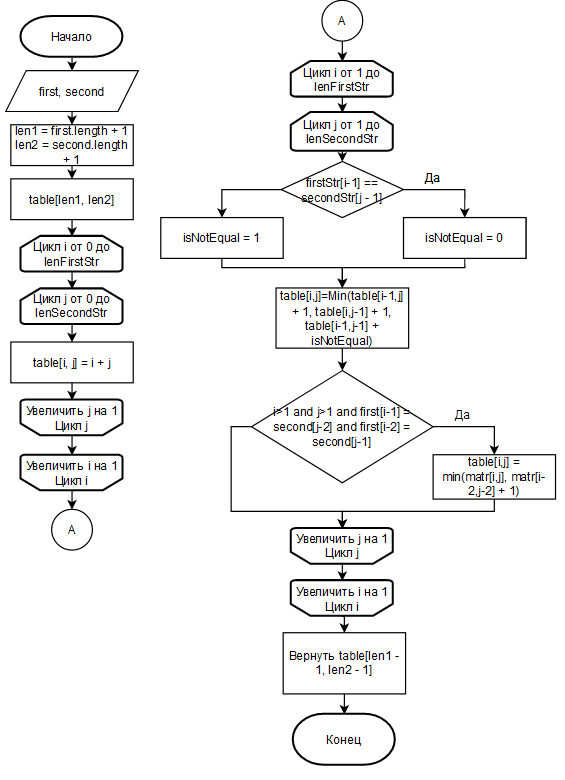 Начало
first, second
len1 = first.length + 1
len2 = second.length
+ 1
table[len1, len2]
Цикл i от 0 до
lenFirstStr
Цикл j от 0 до
lenSecondStr
table[i, j] = i + j
Увеличить j на 1
Цикл j
Увеличить i на 1
Цикл i
A
A
Цикл i от 1 до
lenFirstStr
Цикл j от 1 до
lenSecondStr
firstStr[i-1] ==
secondStr[j - 1]
Да
isNotEqual = 1
isNotEqual = 0
table[i,j]=Min(table[i-1,j]
+ 1, table[i,j-1] + 1,
table[i-1,j-1] +
isNotEqual)
i>1 and j>1 and first[i-1] =
second[j-2] and first[i-2] =
second[j-1]
Да
table[i,j] =
min(matr[i,j], matr[i-
2,j-2] + 1)
Увеличить j на 1
Цикл j
Увеличить i на 1
Цикл i
Вернуть table[len1 -
1, len2 - 1]
Конец